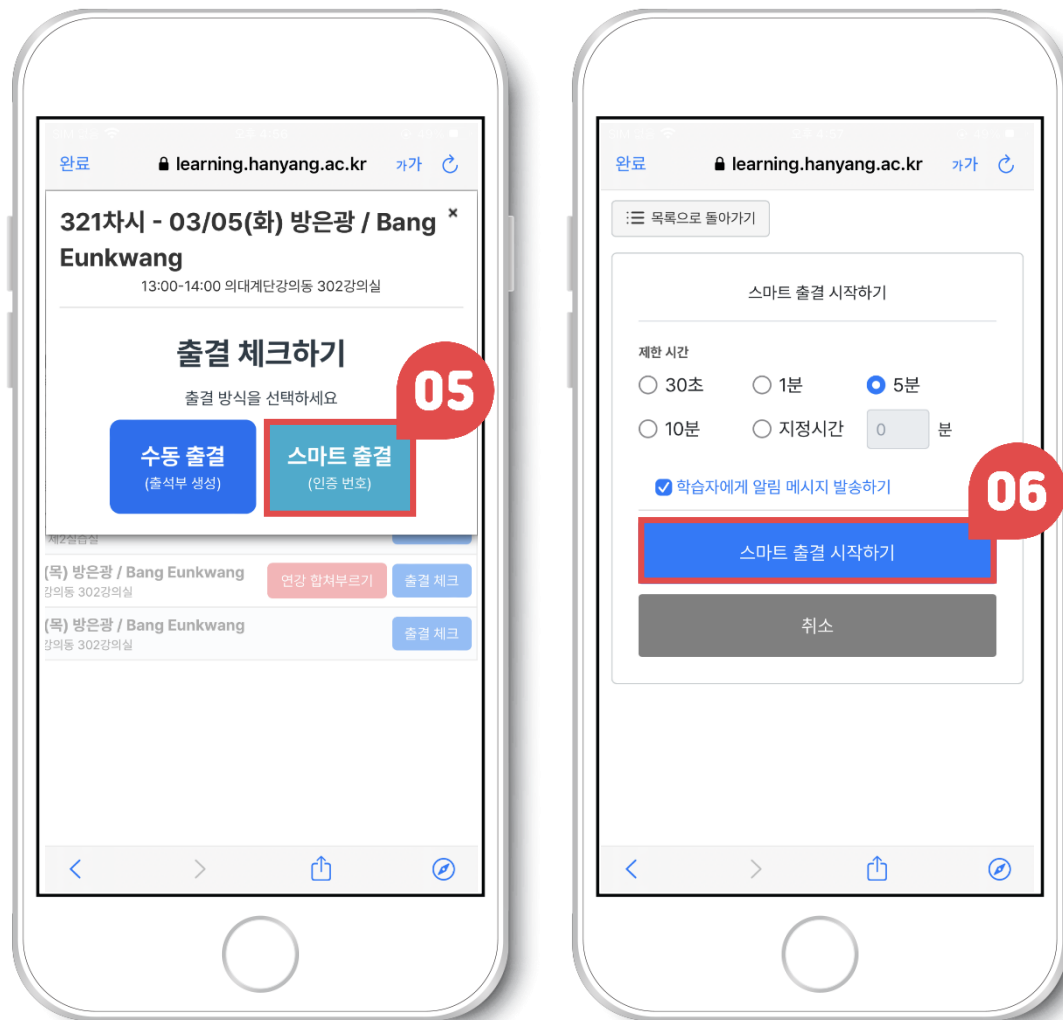 완료 learning.hanyang.ac.kr 가가
321차시 - 03/05(화) 방은광 / Bang
Eunkwang
×
13:00-14:00 의대계단강의동 302강의실
출결 체크하기
출결 방식을 선택하세요
05
수동 출결
(출석부 생성)
스마트 출결
(인증 번호)
제2실습실
(목) 방은광 / Bang Eunkwang
강의동 302강의실
연강 합쳐부르기
출결 체크
(목) 방은광 / Bang Eunkwang
강의동 302강의실
출결 체크
완료 learning.hanyang.ac.kr 가가
목록으로 돌아가기
스마트 출결 시작하기
제한 시간
30초 1분 5분
10분 지정시간 0 분
학습자에게 알림 메시지 발송하기
06
스마트 출결 시작하기
취소